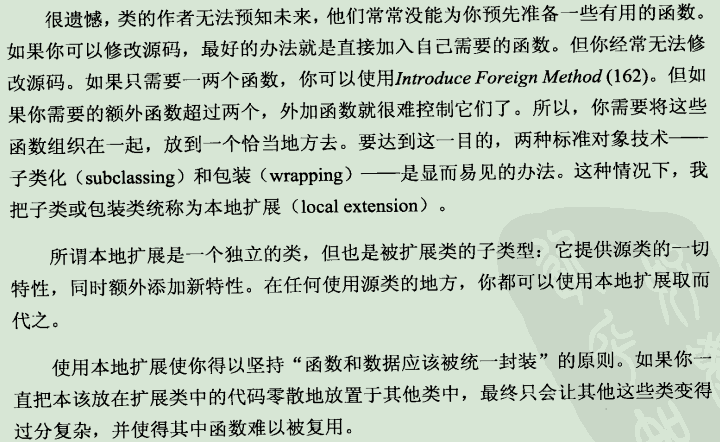 很遗憾，类的作者无法预知未来，他们常常没能为你预先准备一些有用的函数。
如果你可以修改源码，最好的办法就是直接加入自己需要的函数。但你经常无法修
改源码。如果只需要一两个函数，你可以使用Introduce Foreign Method (162)。但如
果你需要的额外函数超过两个，外加函数就很难控制它们了。所以，你需要将这些
函数组织在一起，放到一个恰当地方去。要达到这一目的，两种标准对象技术——
子类化（subclassing）和包装（wrapping）——是显而易见的办法。这种情况下，我
把子类或包装类统称为本地扩展（local extension）。
所谓本地扩展是一个独立的类，但也是被扩展类的子类型：它提供源类的一切
特性，同时额外添加新特性。在任何使用源类的地方，你都可以使用本地扩展取而
代之。
使用本地扩展使你得以坚持“函数和数据应该被统一封装”的原则。如果你一
直把本该放在扩展类中的代码零散地放置于其他类中，最终只会让其他这些类变得
过分复杂，并使得其中函数难以被复用。